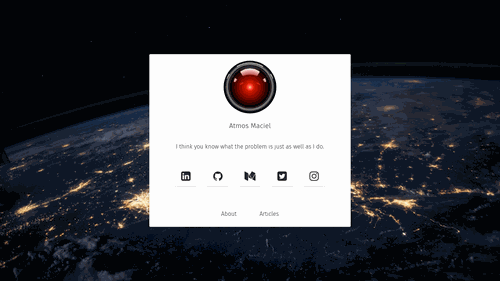 Atmos Maciel
I think you know what the problem is just as well as I do.
About Articles